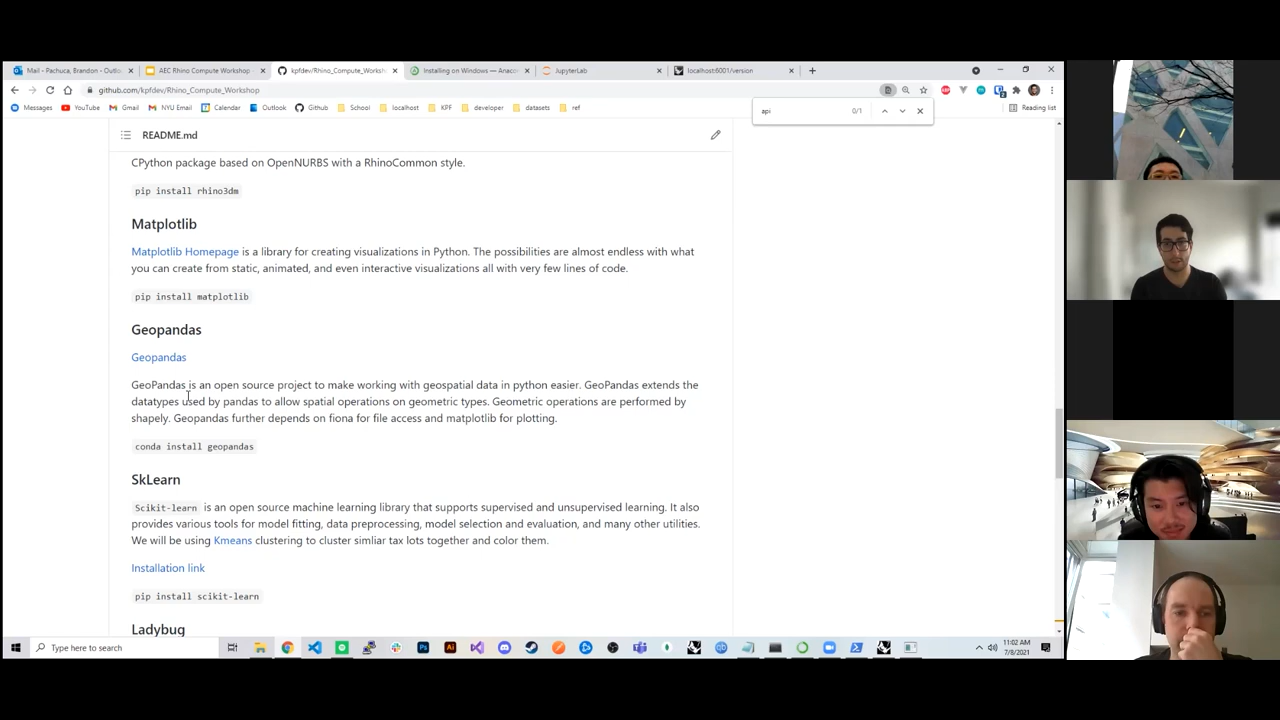 Mail - Pachuca, Brandon - Outlo
AEC Rhino Compute Workshop -
kpfdev/Rhino_Compute_Worksh
Installing on Windows — Anaco
JupyterLab
localhost:6001/version
github.com/kpfdev/Rhino_Compute_Workshop
Messages
YouTube
Gmail
NYU Email
Calendar
Outlook
Github
School
localhost
KPF
developer
datasets
ref
Reading list
api
0/1
README.md
CPython package based on OpenNURBS with a RhinoCommon style.
pip install rhino3dm
Matplotlib
Matplotlib Homepage is a library for creating visualizations in Python. The possibilities are almost endless with what
you can create from static, animated, and even interactive visualizations all with very few lines of code.
pip install matplotlib
Geopandas
Geopandas
GeoPandas is an open source project to make working with geospatial data in python easier. GeoPandas extends the
datatypes used by pandas to allow spatial operations on geometric types. Geometric operations are performed by
shapely. Geopandas further depends on fiona for file access and matplotlib for plotting.
conda install geopandas
SkLearn
Scikit-learn is an open source machine learning library that supports supervised and unsupervised learning. It also
provides various tools for model fitting, data preprocessing, model selection and evaluation, and many other utilities.
We will be using Kmeans clustering to cluster simliar tax lots together and color them.
Installation link
pip install scikit-learn
Ladybug
Type here to search
11:02 AM
7/8/2021